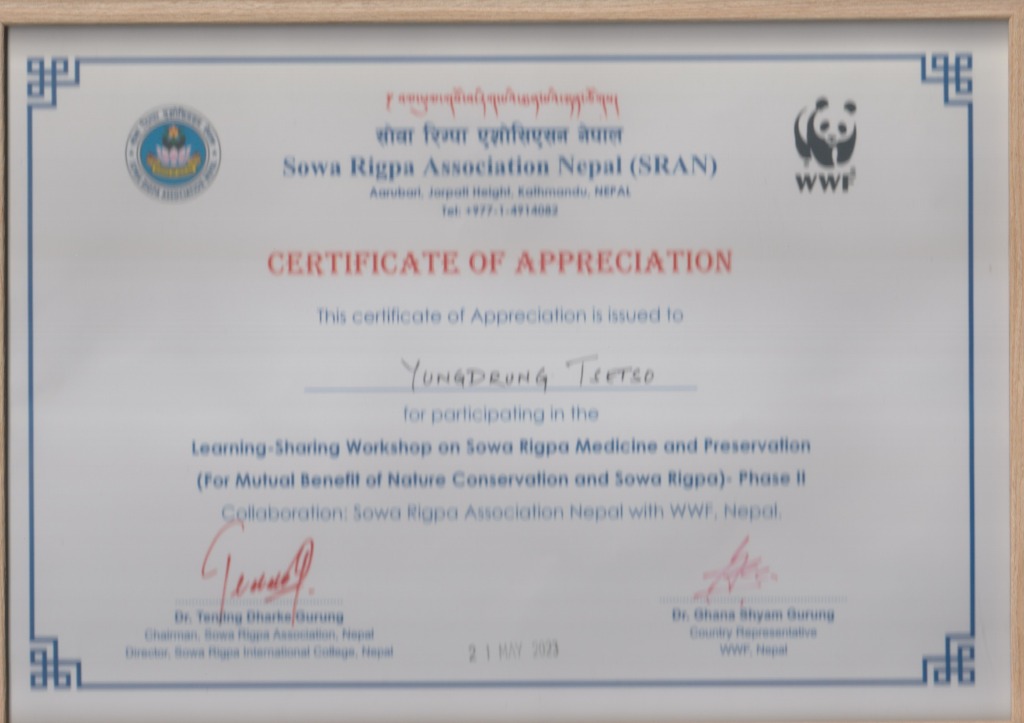 सोवा रिग्पा एशोसिएसन नेपाल
Sowa Rigpa Association Nepal (SRAN)
Aarubari, Jorpati Height, Kathmandu, NEPAL
Tel: +977-1-4914082
WWF
CERTIFICATE OF APPRECIATION
This certificate of Appreciation is issued to
YUNGDRUNG TSETSO
for participating in the
Learning-Sharing Workshop on Sowa Rigpa Medicine and Preservation
(For Mutual Benefit of Nature Conservation and Sowa Rigpa)- Phase II
Collaboration: Sowa Rigpa Association Nepal with WWF, Nepal.
Dr. Tenjing Dharke Gurung
Chairman, Sowa Rigpa Association, Nepal
Director, Sowa Rigpa International College, Nepal
21 MAY 2023
Dr. Ghana Shyam Gurung
Country Representative
WWF, Nepal